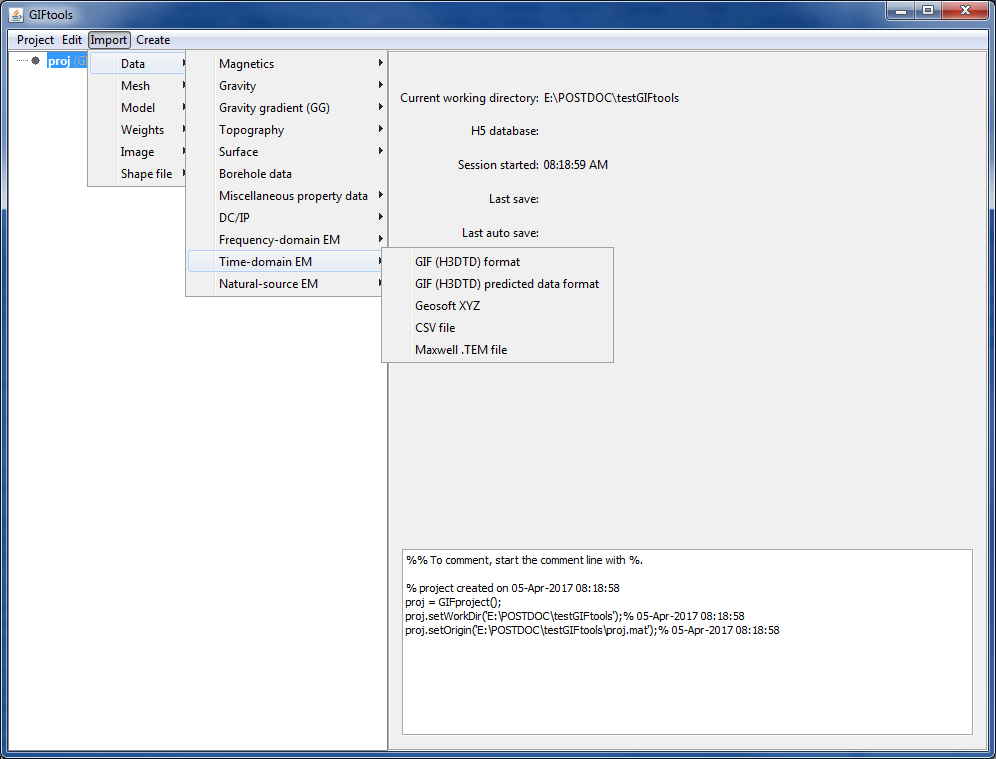 GIFtools
Project Edit Import Create
proj (G
Data
Mesh
Model
Weights
Image
Shape file
Magnetics
Gravity
Gravity gradient (GG)
Topography
Surface
Borehole data
Miscellaneous property data
DC/IP
Frequency-domain EM
Time-domain EM
Natural-source EM
GIF (H3DTD) format
GIF (H3DTD) predicted data format
Geosoft XYZ
CSV file
Maxwell .TEM file
Current working directory: E:\POSTDOC\testGIFtools
H5 database:
Session started: 08:18:59 AM
Last save:
Last auto save:
%% To comment, start the comment line with %.
% project created on 05-Apr-2017 08:18:58
proj = GIFproject();
proj.setWorkDir('E:\POSTDOC\testGIFtools'); % 05-Apr-2017 08:18:58
proj.setOrigin('E:\POSTDOC\testGIFtools\proj.mat'); % 05-Apr-2017 08:18:58